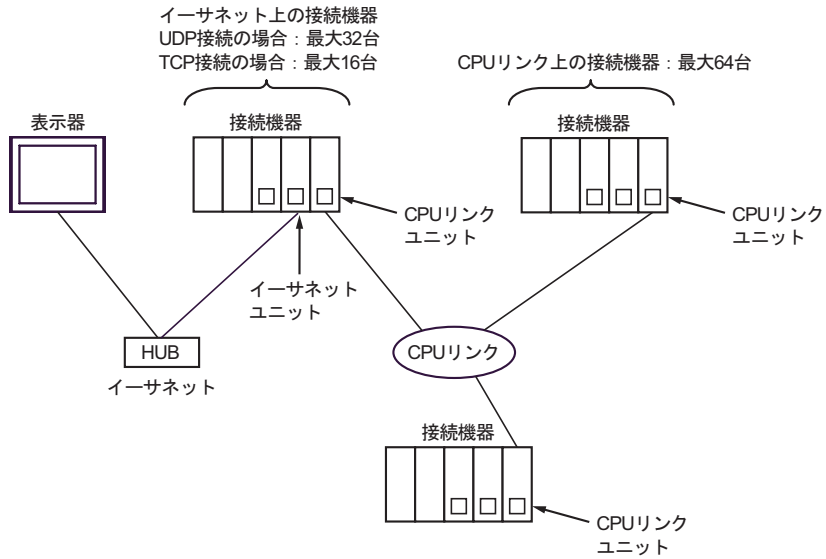 イーサネット上の接続機器
UDP接続の場合：最大32台
TCP接続の場合：最大16台
CPUリンク上の接続機器：最大64台
表示器
接続機器
接続機器
CPUリンク
ユニット
CPUリンク
ユニット
イーサネット
ユニット
HUB
イーサネット
CPUリンク
接続機器
CPUリンク
ユニット